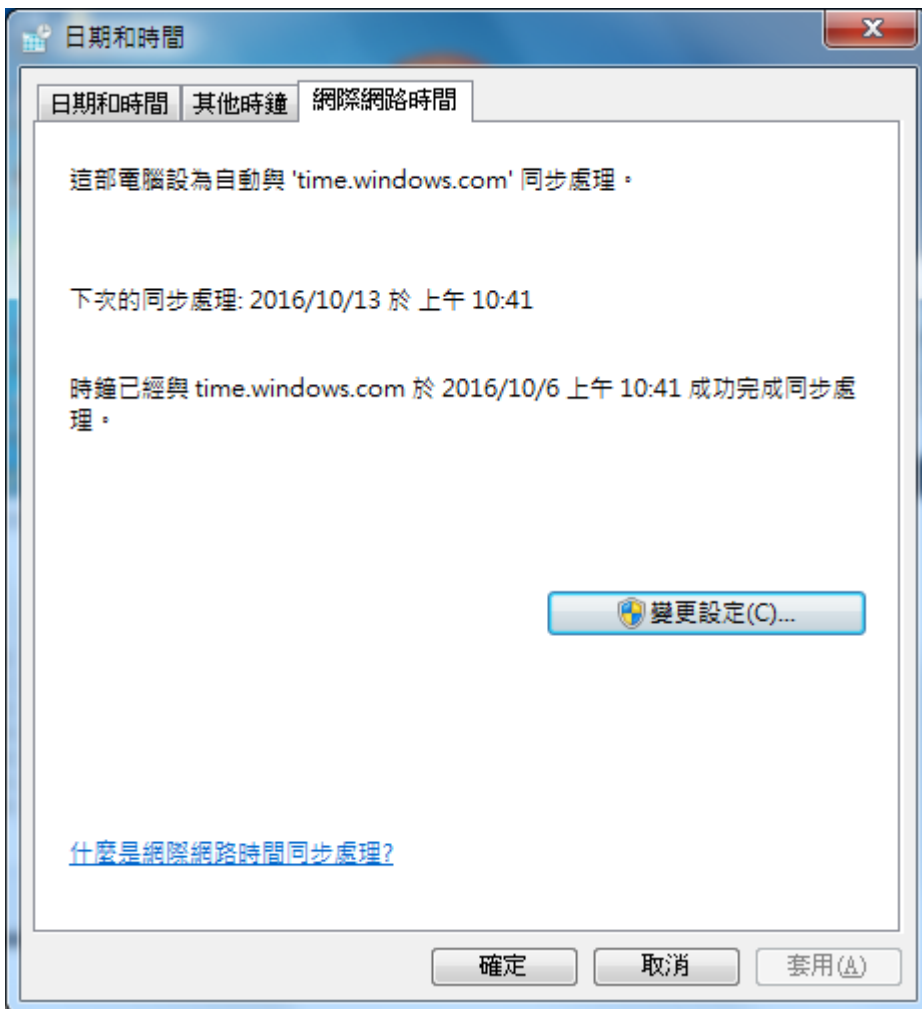 日期和時間
日期和時間 其他時鐘 網際網路時間
這部電腦設為自動與 'time.windows.com' 同步處理。
下次的同步處理: 2016/10/13 於 上午 10:41
時鐘已經與 time.windows.com 於 2016/10/6 上午 10:41 成功完成同步處
理。
變更設定(C)...
什麼是網際網路時間同步處理?
確定 取消 套用(A)